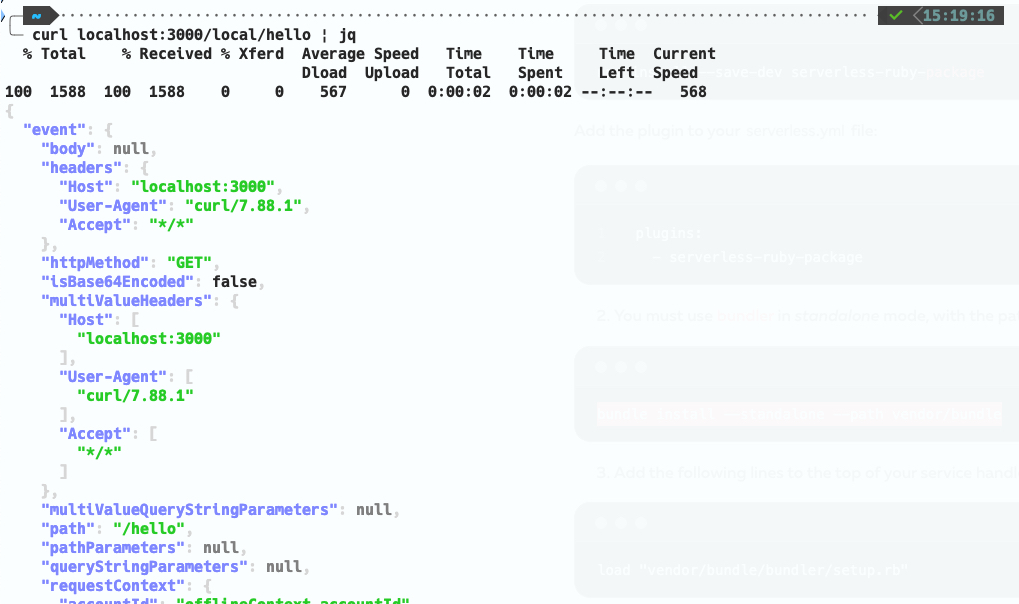 ~ 15:19:16
curl localhost:3000/local/hello ¦ jq
% Total % Received % Xferd Average Speed Time Time Time Current
Dload Upload Total Spent Left Speed
100 1588 100 1588 0 0 567 0 0:00:02 0:00:02 --:--:-- 568
{
"event": {
"body": null,
"headers": {
"Host": "localhost:3000",
"User-Agent": "curl/7.88.1",
"Accept": "*/*"
},
"httpMethod": "GET",
"isBase64Encoded": false,
"multiValueHeaders": {
"Host": [
"localhost:3000"
],
"User-Agent": [
"curl/7.88.1"
],
"Accept": [
"*/*"
]
},
"multiValueQueryStringParameters": null,
"path": "/hello",
"pathParameters": null,
"queryStringParameters": null,
"requestContext": {
"accountId": "offlineContext_accountId",
--save-dev serverless-ruby-package
Add the plugin to your serverless.yml file:
plugins:
- serverless-ruby-package
2. You must use bundler in standalone mode, with the
bundle install --standalone --path vendor/bundle
3. Add the following lines to the top of your service
load "vendor/bundle/bundler/setup.rb"